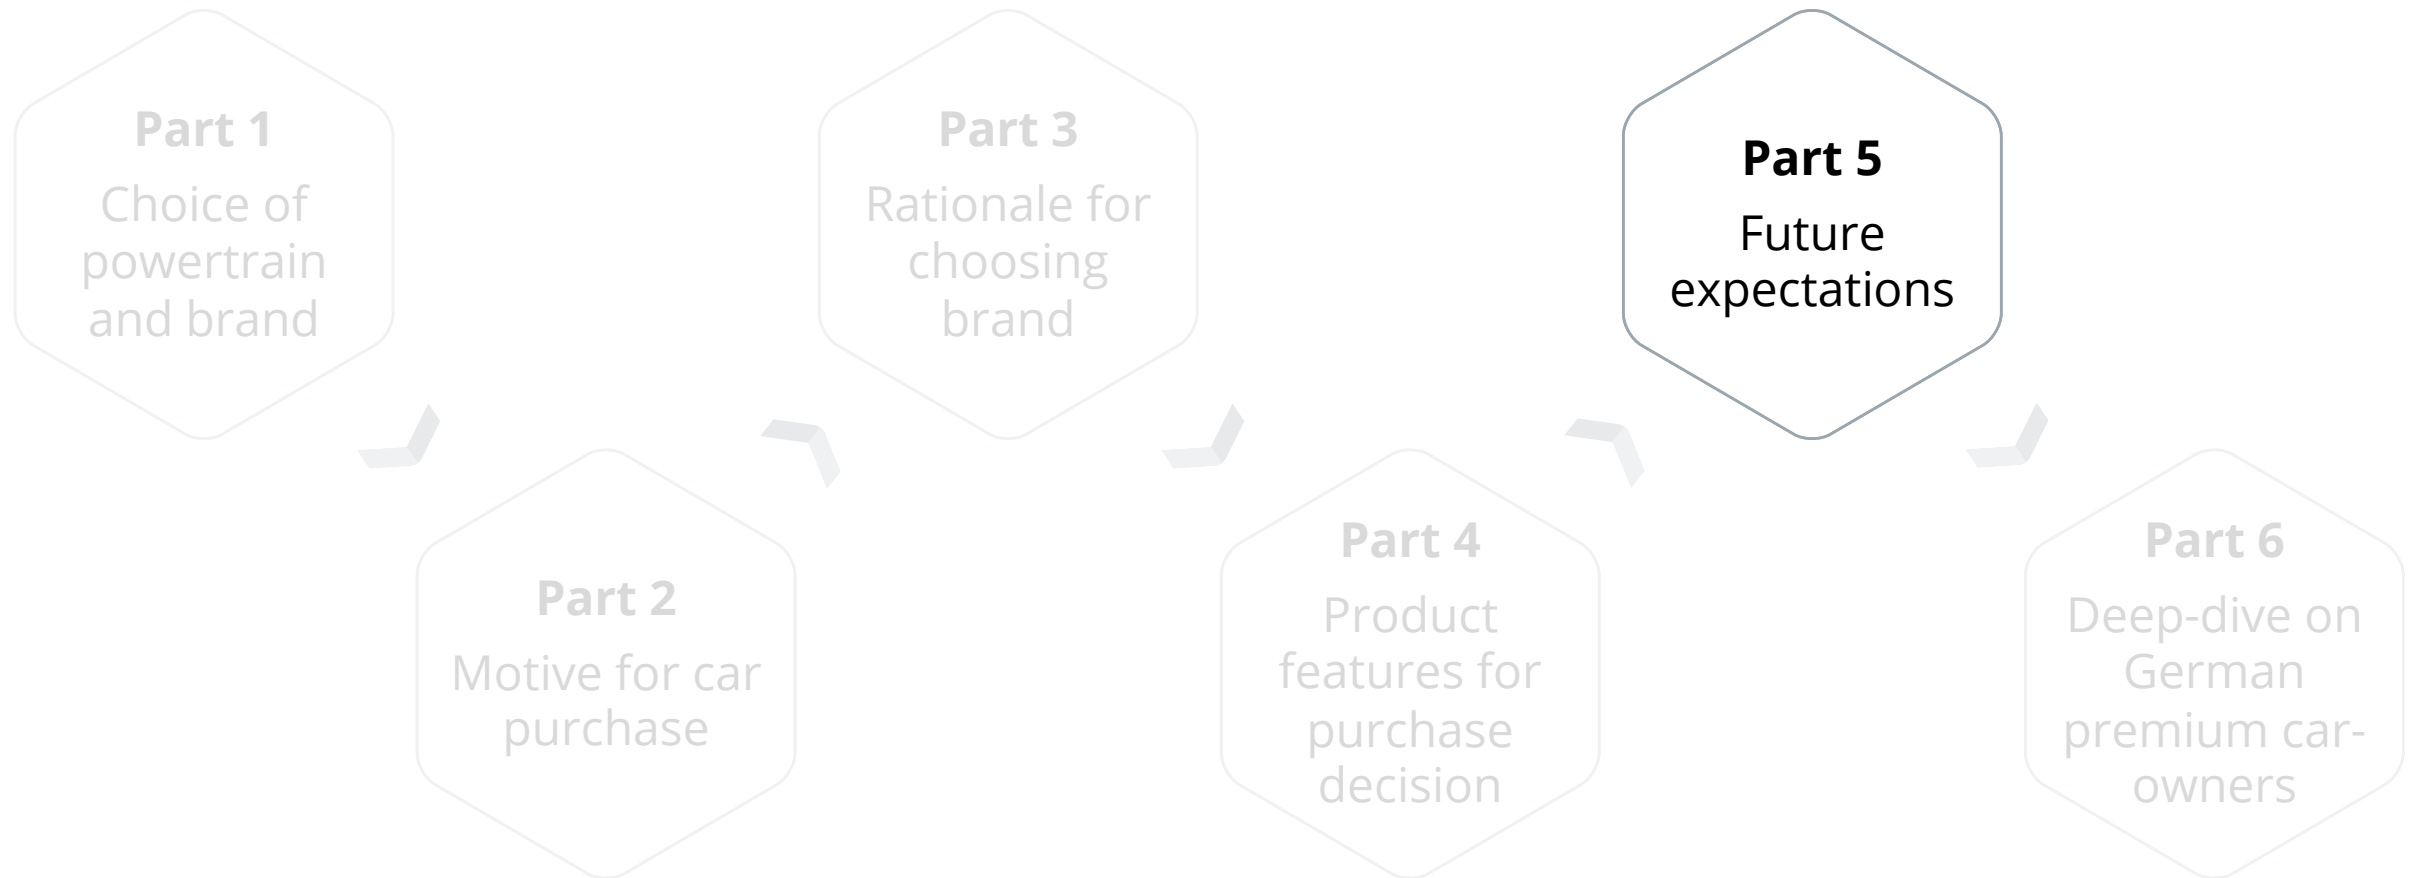 Part 1
Choice of
powertrain
and brand
Part 2
Motive for car
purchase
Part 3
Rationale for
choosing
brand
Part 4
Product
features for
purchase
decision
Part 5
Future
expectations
Part 6
Deep-dive on
German
premium car-
owners